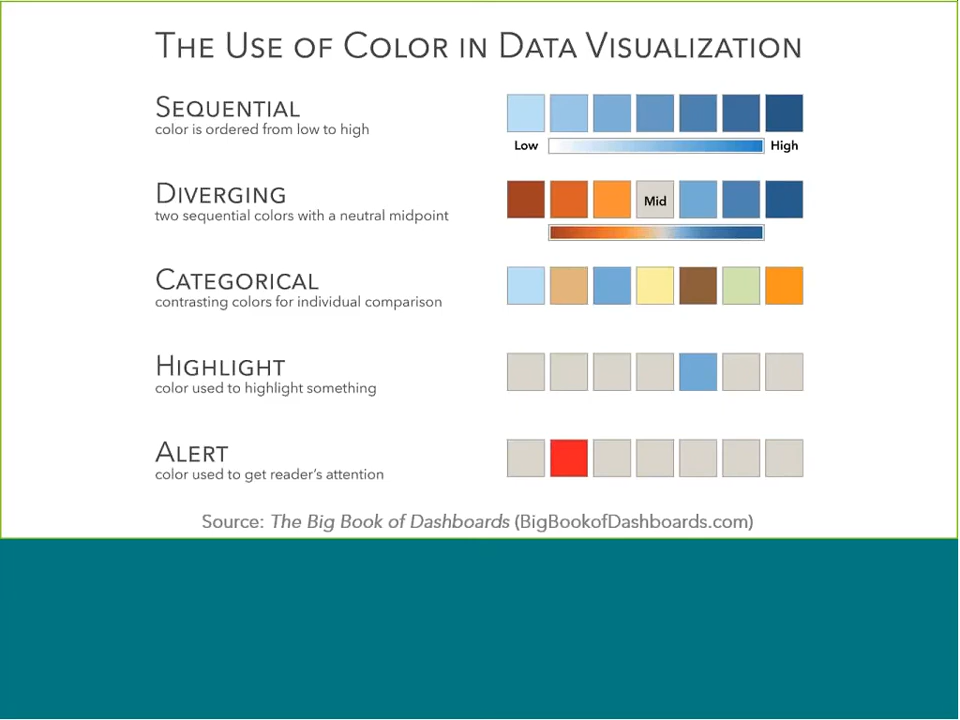 The Use of Color in Data Visualization
Sequential
color is ordered from low to high
Low
High
Diverging
two sequential colors with a neutral midpoint
Mid
Categorical
contrasting colors for individual comparison
Highlight
color used to highlight something
Alert
color used to get reader's attention
Source: The Big Book of Dashboards (BigBookofDashboards.com)